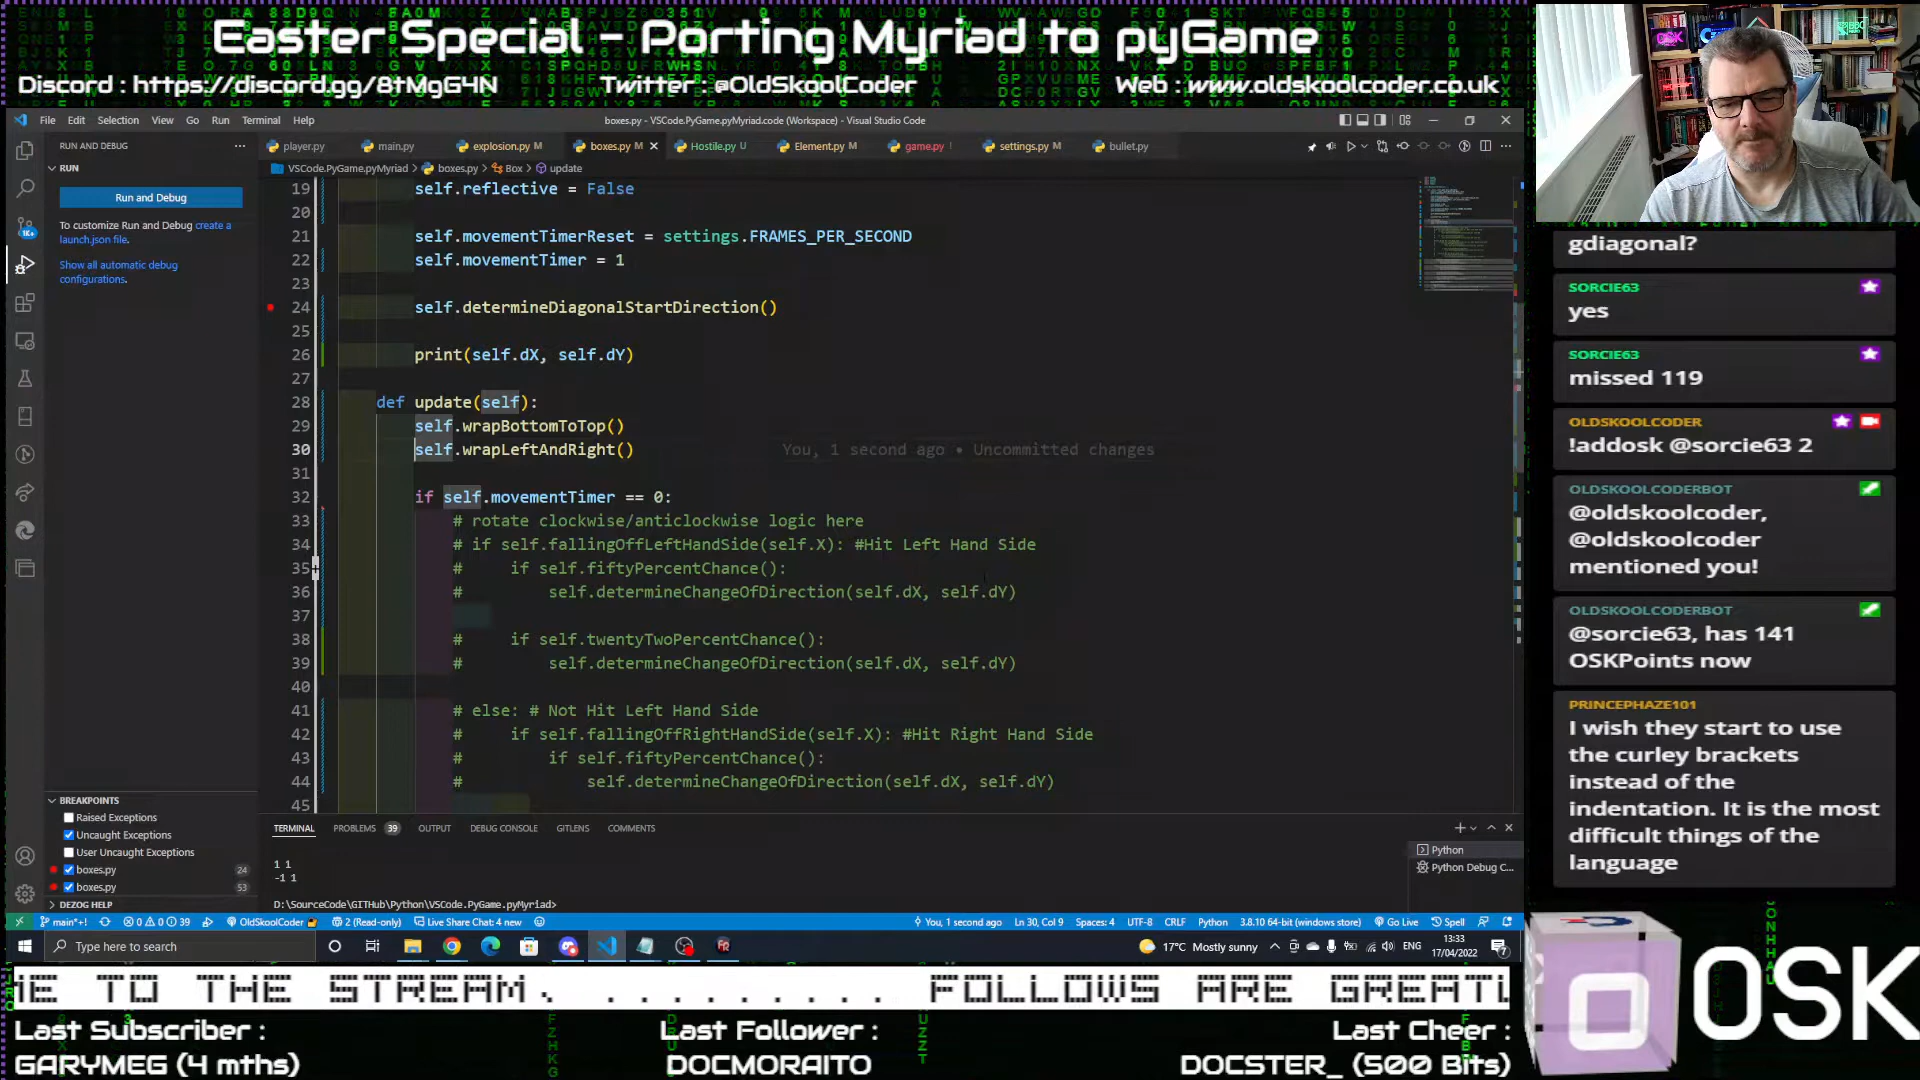 Easter Special - Porting Myriad to pyGame
Discord : https://discord.gg/8tMgG4N
Twitter : @OldSkoolCoder
Web : www.oldskoolcoder.co.uk
File Edit Selection View Go Run Terminal Help
boxes.py - VSCode.PyGame.pyMyriad.code (Workspace) - Visual Studio Code
RUN AND DEBUG
player.py
main.py
explosion.py M
boxes.py M
Hostile.py U
Element.py M
game.py !
settings.py M
bullet.py
RUN
VSCode.PyGame.pyMyriad > boxes.py > Box > update
Run and Debug
To customize Run and Debug create a
launch.json file.
Show all automatic debug
configurations.
19 self.reflective = False
20
21 self.movementTimerReset = settings.FRAMES_PER_SECOND
22 self.movementTimer = 1
23
24 self.determineDiagonalStartDirection()
25
26 print(self.dX, self.dY)
27
28 def update(self):
29 self.wrapBottomToTop()
30 self.wrapLeftAndRight() You, 1 second ago • Uncommitted changes
31
32 if self.movementTimer == 0:
33 # rotate clockwise/anticlockwise logic here
34 # if self.fallingOffLeftHandSide(self.X): #Hit Left Hand Side
35 # if self.fiftyPercentChance():
36 # self.determineChangeOfDirection(self.dX, self.dY)
37
38 # if self.twentyTwoPercentChance():
39 # self.determineChangeOfDirection(self.dX, self.dY)
40
41 # else: # Not Hit Left Hand Side
42 # if self.fallingOffRightHandSide(self.X): #Hit Right Hand Side
43 # if self.fiftyPercentChance():
44 # self.determineChangeOfDirection(self.dX, self.dY)
45
BREAKPOINTS
Raised Exceptions
Uncaught Exceptions
User Uncaught Exceptions
boxes.py 24
boxes.py 53
DEZOG HELP
TERMINAL PROBLEMS 39 OUTPUT DEBUG CONSOLE GITLENS COMMENTS
1 1
-1 1
D:\SourceCode\GITHub\Python\VSCode.PyGame.pyMyriad>
Python
Python Debug C...
main*+! 0 0 39 OldSkoolCoder 2 (Read-only) Live Share Chat: 4 new
You, 1 second ago Ln 30, Col 9 Spaces: 4 UTF-8 CRLF Python 3.8.10 64-bit (windows store) Go Live Spell
Type here to search
17°C Mostly sunny
ENG
13:33
17/04/2022
gdiagonal?
SORCIE63
yes
SORCIE63
missed 119
OLDSKOOLCODER
!addosk @sorcie63 2
OLDSKOOLCODERBOT
@oldskoolcoder,
@oldskoolcoder
mentioned you!
OLDSKOOLCODERBOT
@sorcie63, has 141
OSKPoints now
PRINCEPHAZE101
I wish they start to use
the curley brackets
instead of the
indentation. It is the most
difficult things of the
language
ME TO THE STREAM. ......... FOLLOWS ARE GREATL
Last Subscriber :
GARYMEG (4 mths)
Last Follower :
DOCMORAITO
Last Cheer :
DOCSTER_ (500 Bits)
OSK